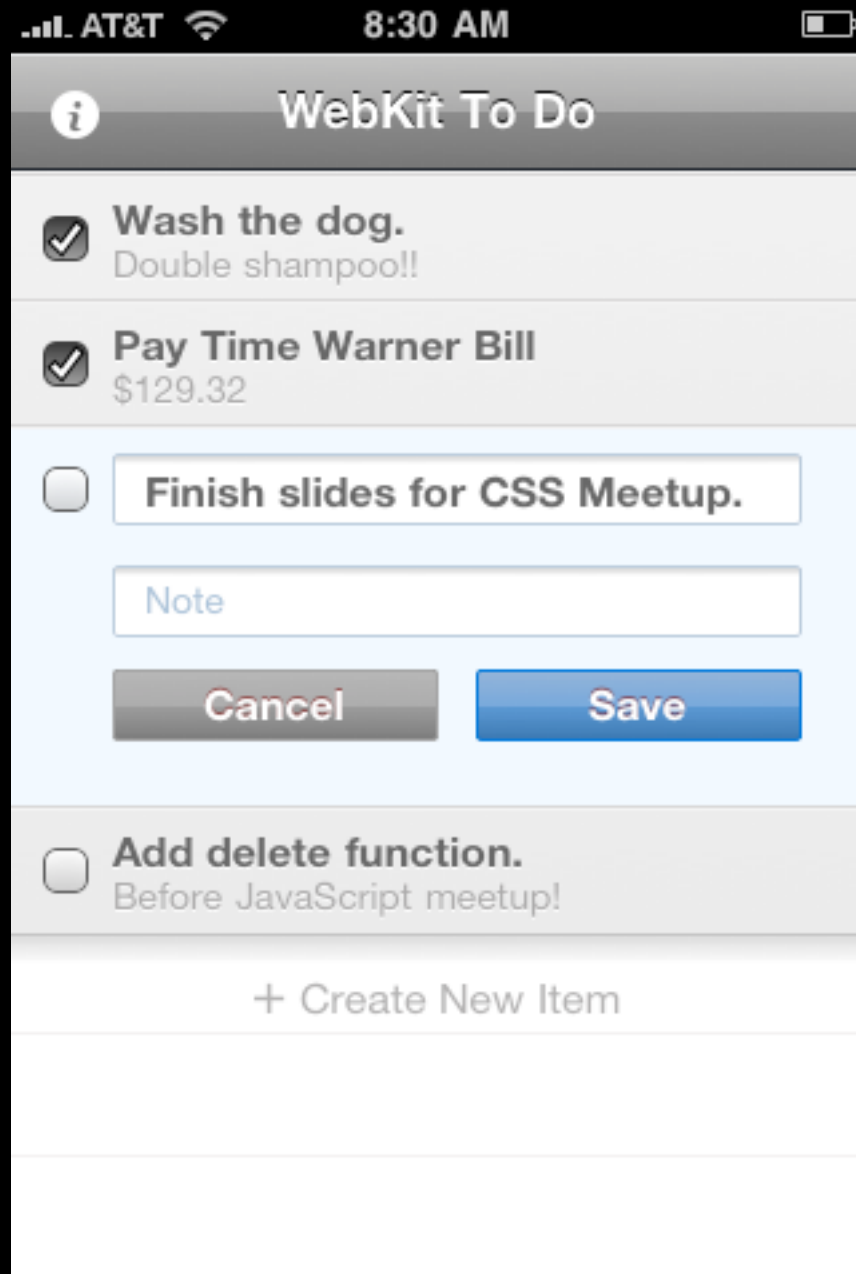 AT&T 8:30 AM
i WebKit To Do
Wash the dog.
Double shampoo!!
Pay Time Warner Bill
$129.32
Finish slides for CSS Meetup.
Note
Cancel Save
Add delete function.
Before JavaScript meetup!
+ Create New Item